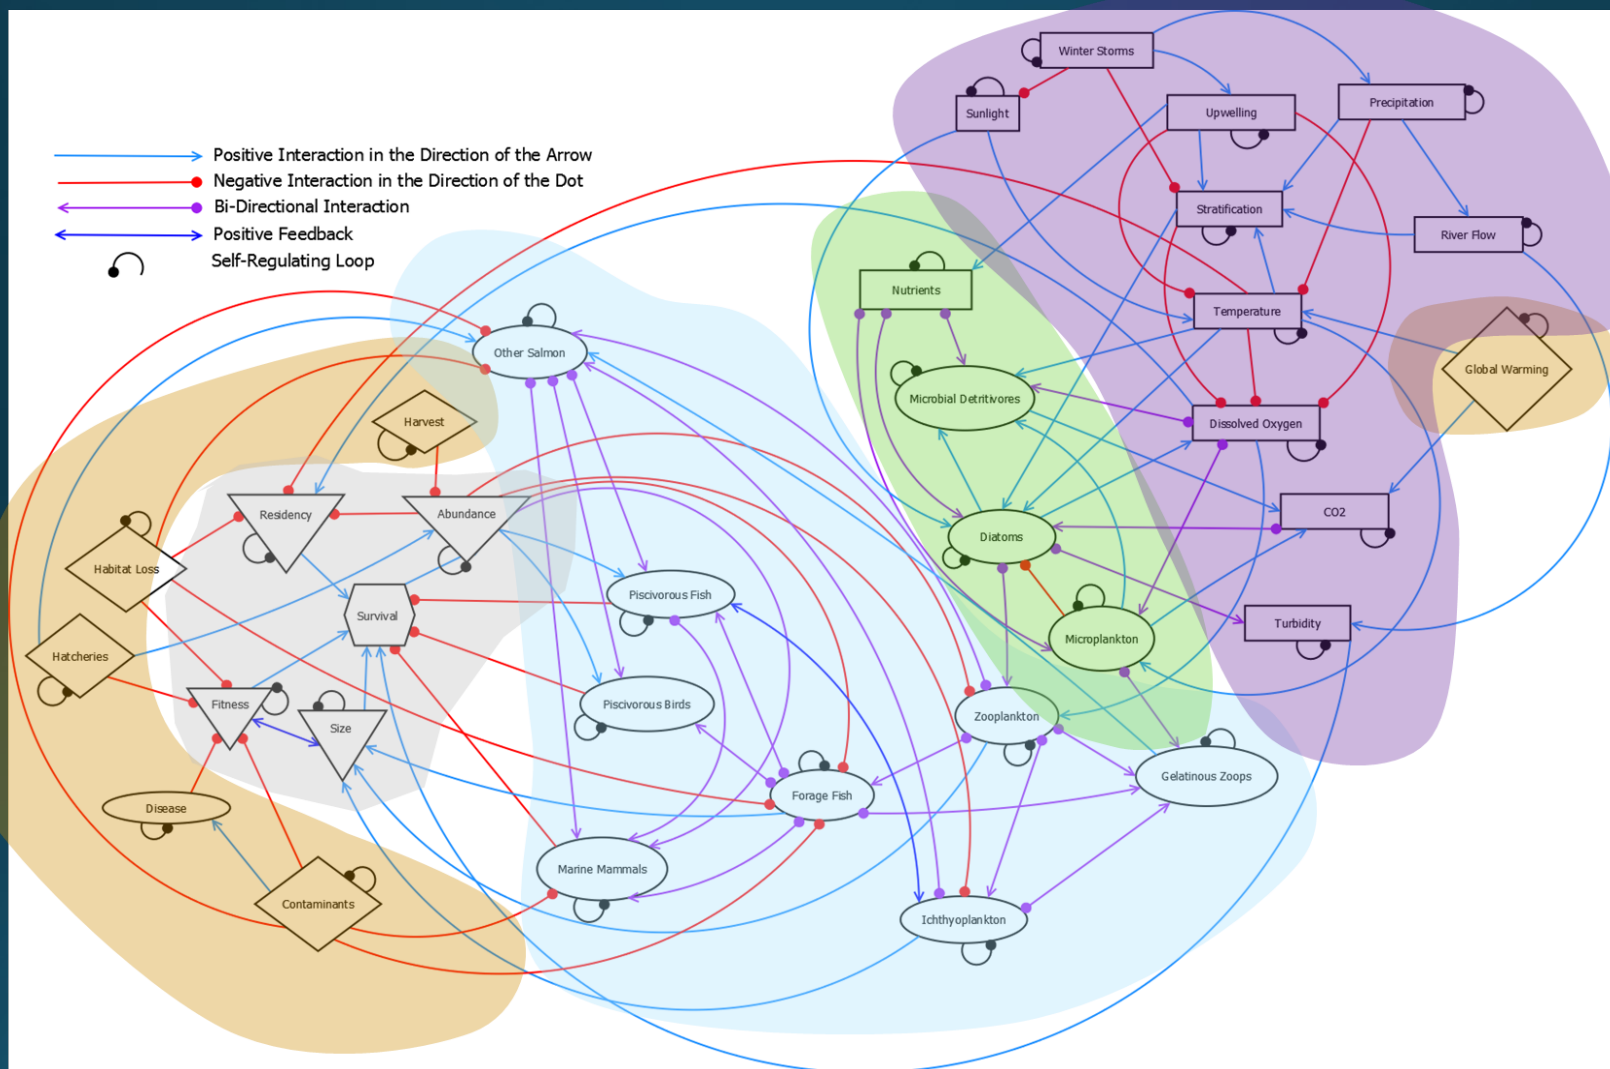 Winter Storms
Sunlight
Upwelling
Precipitation
Positive Interaction in the Direction of the Arrow
Negative Interaction in the Direction of the Dot
Bi-Directional Interaction
Positive Feedback
Self-Regulating Loop
Stratification
River Flow
Nutrients
Temperature
Other Salmon
Global Warming
Microbial Detritivores
Harvest
Dissolved Oxygen
Residency
Abundance
CO2
Diatoms
Habitat Loss
Piscivorous Fish
Survival
Turbidity
Microplankton
Hatcheries
Fitness
Piscivorous Birds
Zooplankton
Size
Gelatinous Zoops
Forage Fish
Disease
Marine Mammals
Contaminants
Ichthyoplankton